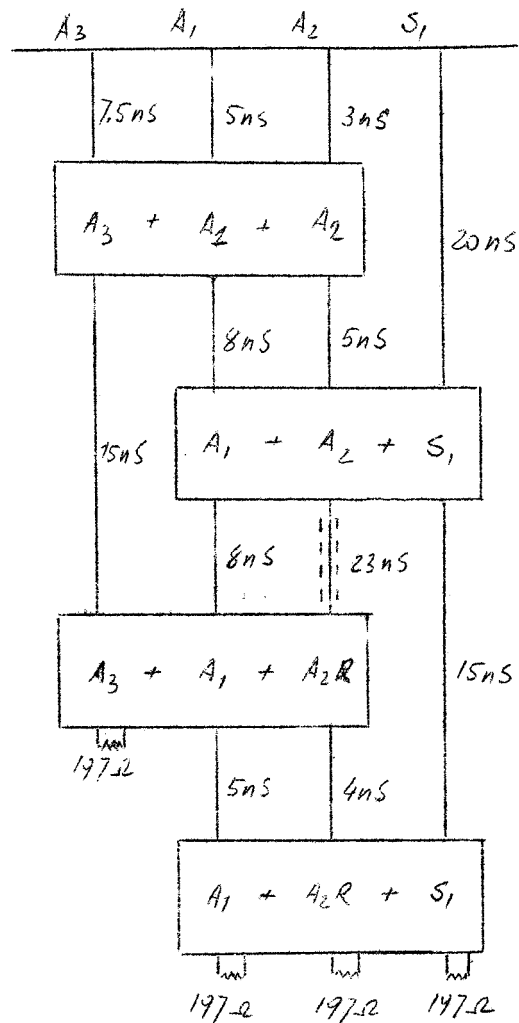 A3 A1 A2 S1
7.5ns 5ns 3ns
A3 + A1 + A2
20ns
8ns 5ns
15ns
A1 + A2 + S1
8ns 23ns
A3 + A1 + A2R
15ns
197Ω
5ns 4ns
A1 + A2R + S1
197Ω 197Ω 197Ω